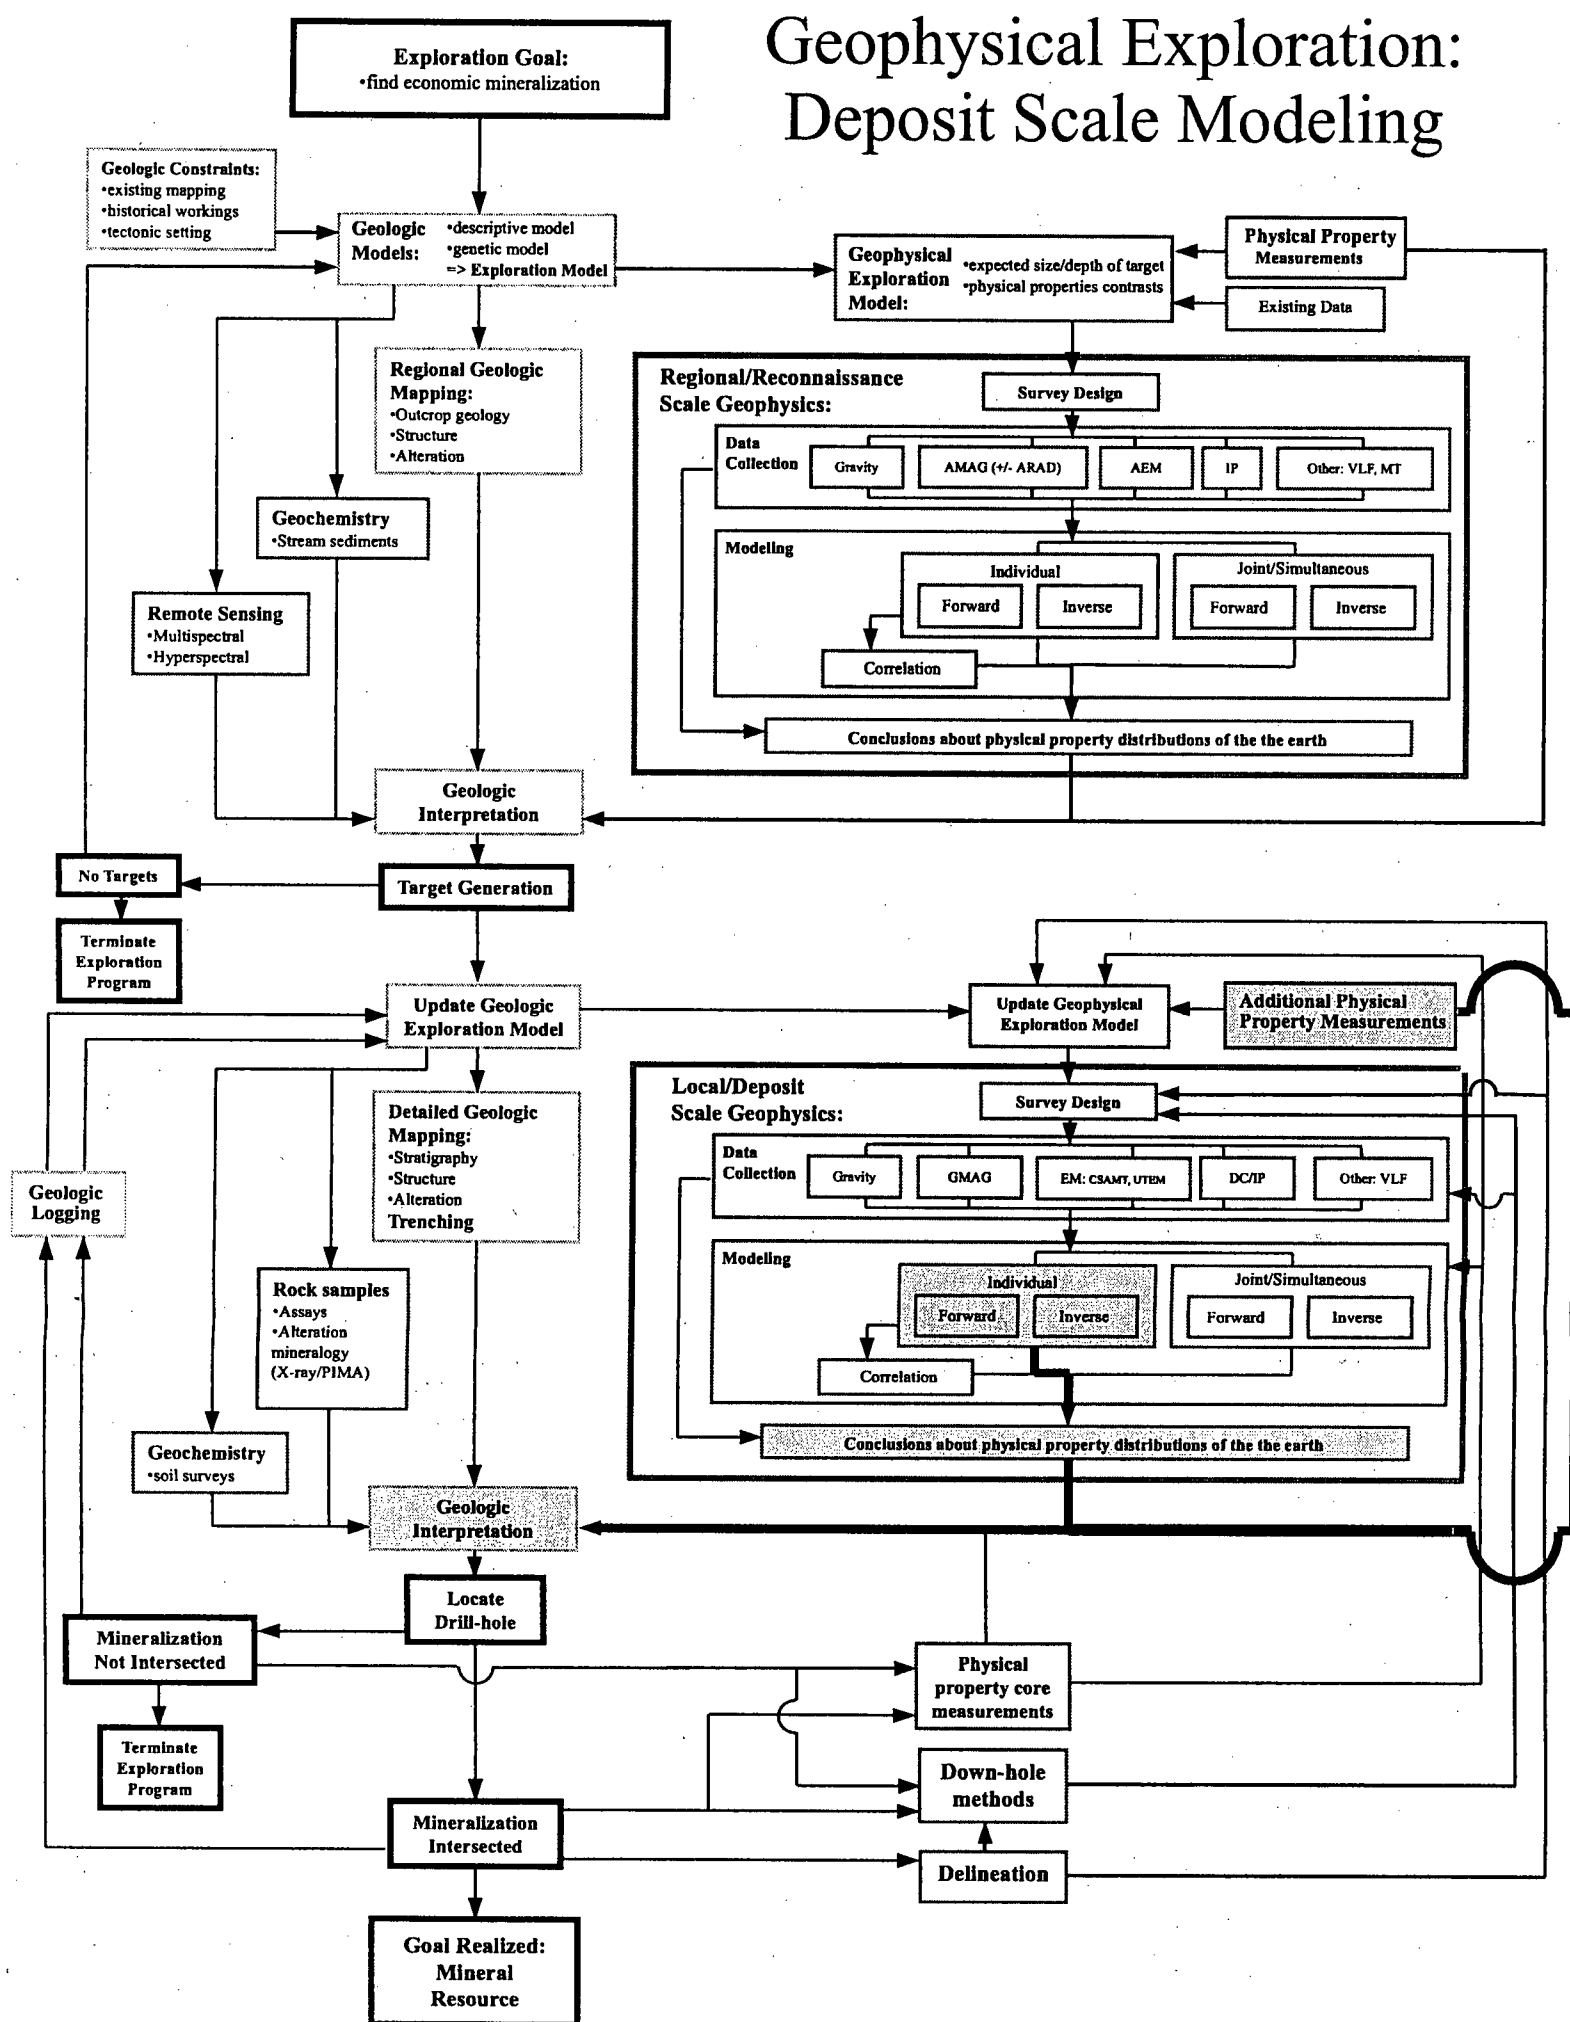 Geophysical Exploration:
Deposit Scale Modeling
Exploration Goal:
•find economic mineralization
Geologic Constraints:
•existing mapping
•historical workings
•tectonic setting
Geologic
Models:
•descriptive model
•genetic model
=> Exploration Model
Geophysical
Exploration
Model:
•expected size/depth of target
•physical properties contrasts
Physical Property
Measurements
Existing Data
Regional Geologic
Mapping:
•Outcrop geology
•Structure
•Alteration
Geochemistry
•Stream sediments
Remote Sensing
•Multispectral
•Hyperspectral
Regional/Reconnaissance
Scale Geophysics:
Survey Design
Data
Collection
Gravity
AMAG (+/- ARAD)
AEM
IP
Other: VLF, MT
Modeling
Individual
Forward
Inverse
Joint/Simultaneous
Forward
Inverse
Correlation
Conclusions about physical property distributions of the the earth
Geologic
Interpretation
No Targets
Target Generation
Terminate
Exploration
Program
Update Geologic
Exploration Model
Update Geophysical
Exploration Model
Additional Physical
Property Measurements
Detailed Geologic
Mapping:
•Stratigraphy
•Structure
•Alteration
Trenching
Geologic
Logging
Rock samples
•Assays
•Alteration
mineralogy
(X-ray/PIMA)
Geochemistry
•soil surveys
Local/Deposit
Scale Geophysics:
Survey Design
Data
Collection
Gravity
GMAG
EM: CSAMT, UTEM
DC/IP
Other: VLF
Modeling
Individual
Forward
Inverse
Joint/Simultaneous
Forward
Inverse
Correlation
Conclusions about physical property distributions of the the earth
Geologic
Interpretation
Locate
Drill-hole
Mineralization
Not Intersected
Terminate
Exploration
Program
Physical
property core
measurements
Down-hole
methods
Mineralization
Intersected
Delineation
Goal Realized:
Mineral
Resource